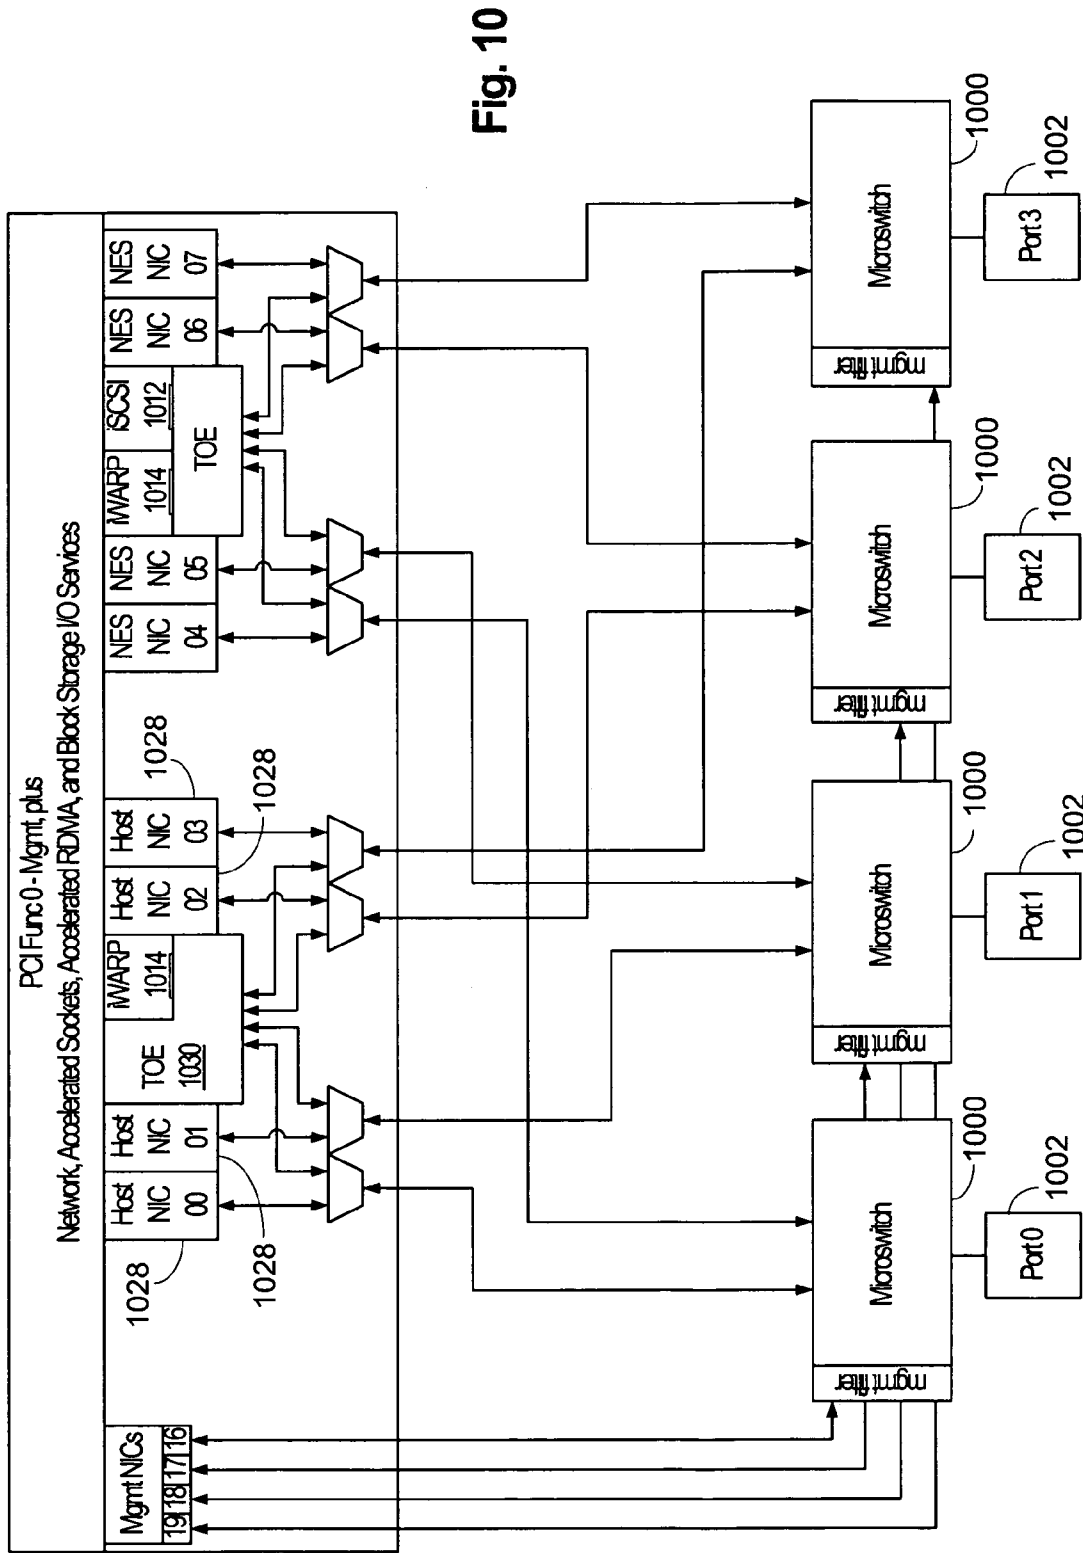 PCI Func 0 - Mgmt, plus
Network, Accelerated Sockets, Accelerated RDMA, and Block Storage I/O Services
Mgmt NICs
19 18 17 16
Host NIC 00
Host NIC 01
TOE 1030
iWARP 1014
Host NIC 02
Host NIC 03
NES NIC 04
NES NIC 05
iWARP 1014
iSCSI 1012
TOE
NES NIC 06
NES NIC 07
1028
1028
1028
1028
Fig. 10
mgmt filter
Microswitch
1000
mgmt filter
Microswitch
1000
mgmt filter
Microswitch
1000
mgmt filter
Microswitch
1000
Port 0
1002
Port 1
1002
Port 2
1002
Port 3
1002